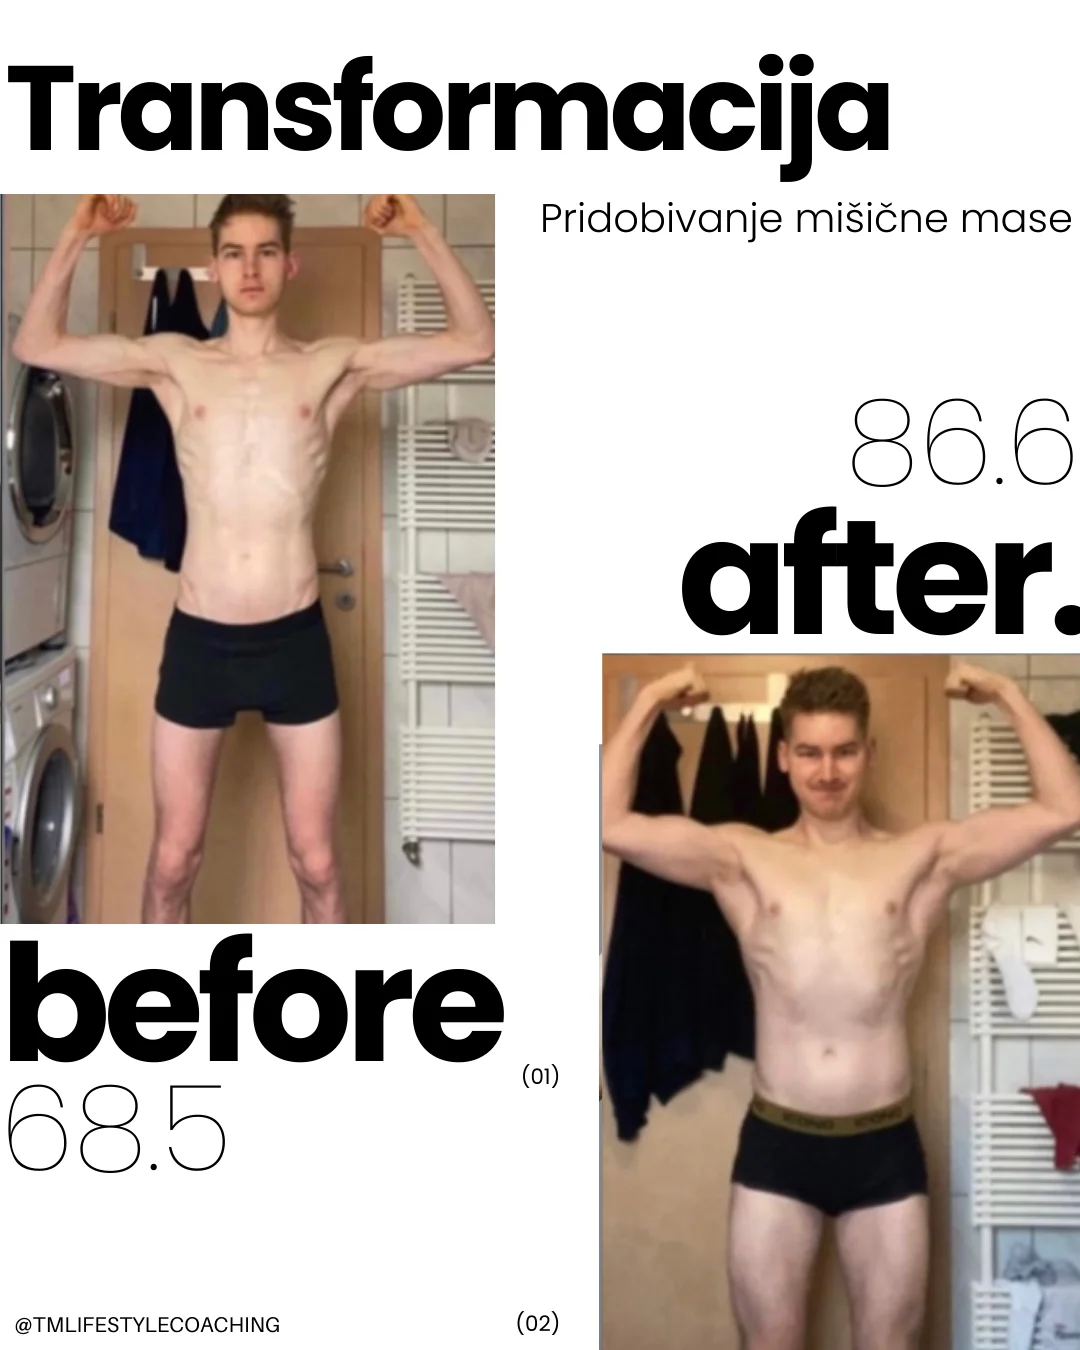 Transformacija
Pridobivanje mišične mase
86.6
after.
before
68.5
(01)
@TMLIFESTYLECOACHING
(02)